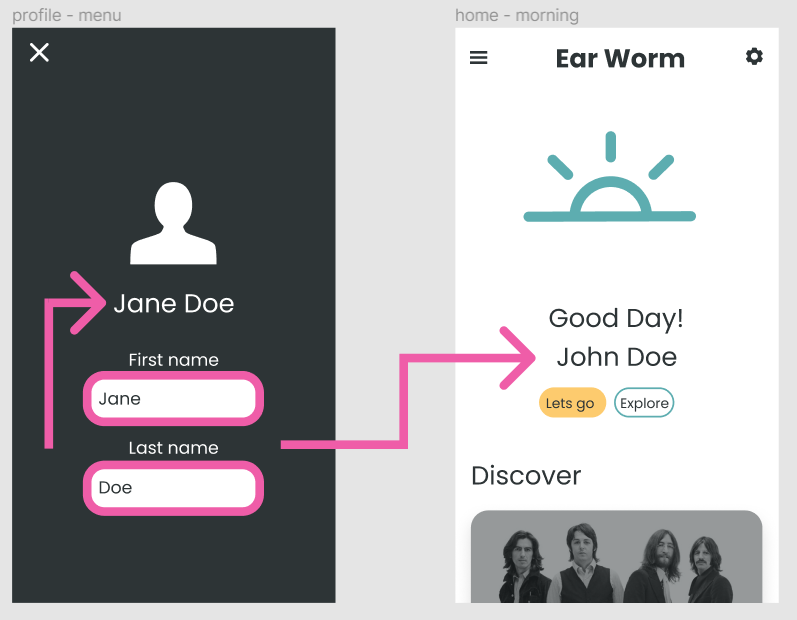 profile - menu
Jane Doe
First name
Jane
Last name
Doe
home - morning
Ear Worm
Good Day!
John Doe
Lets go
Explore
Discover